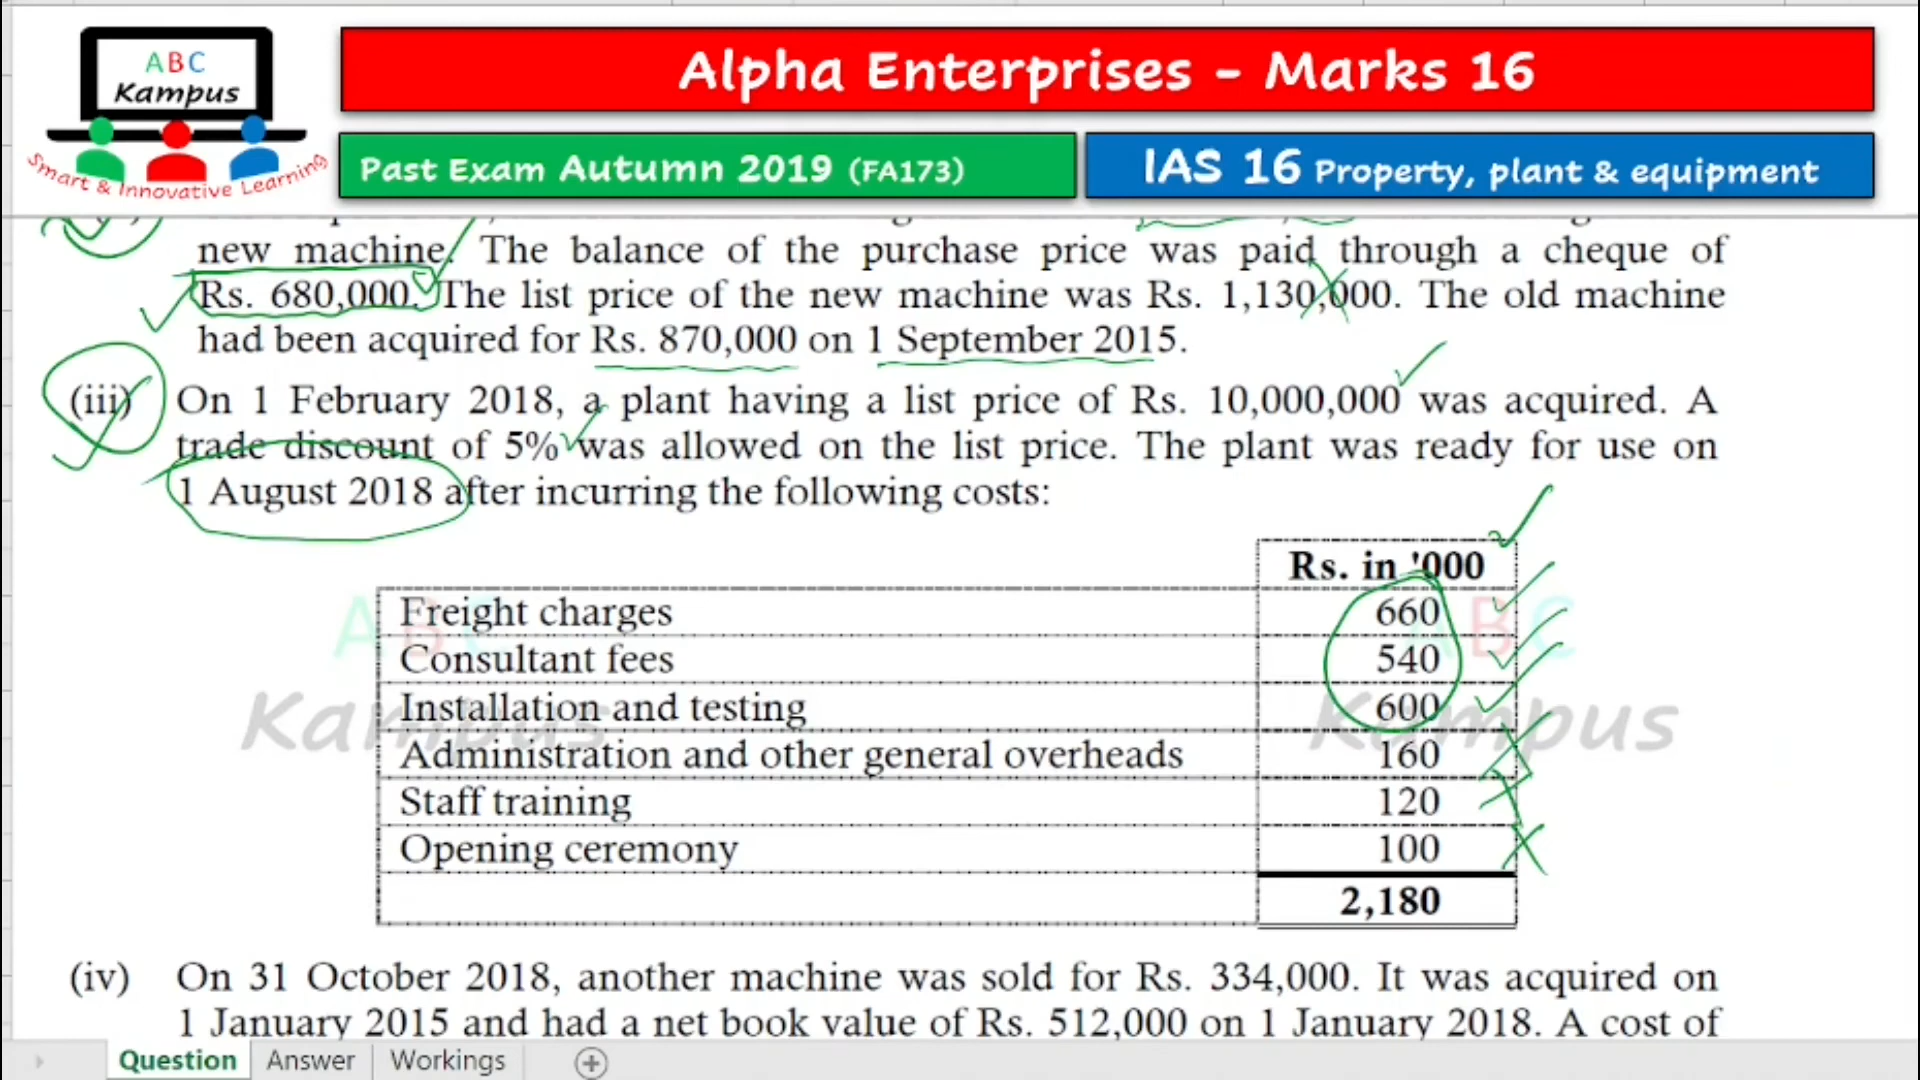 ABC
Kampus
Smart & Innovative Learning
Alpha Enterprises - Marks 16
Past Exam Autumn 2019 (FA173)
IAS 16 Property, plant & equipment
new machine. The balance of the purchase price was paid through a cheque of
Rs. 680,000. The list price of the new machine was Rs. 1,130,000. The old machine
had been acquired for Rs. 870,000 on 1 September 2015.
(iii) On 1 February 2018, a plant having a list price of Rs. 10,000,000 was acquired. A
trade discount of 5% was allowed on the list price. The plant was ready for use on
1 August 2018 after incurring the following costs:
Rs. in '000
Freight charges 660
Consultant fees 540
Installation and testing 600
Administration and other general overheads 160
Staff training 120
Opening ceremony 100
2,180
ABC
Kampus
ABC
Kampus
(iv) On 31 October 2018, another machine was sold for Rs. 334,000. It was acquired on
1 January 2015 and had a net book value of Rs. 512,000 on 1 January 2018. A cost of
Question Answer Workings